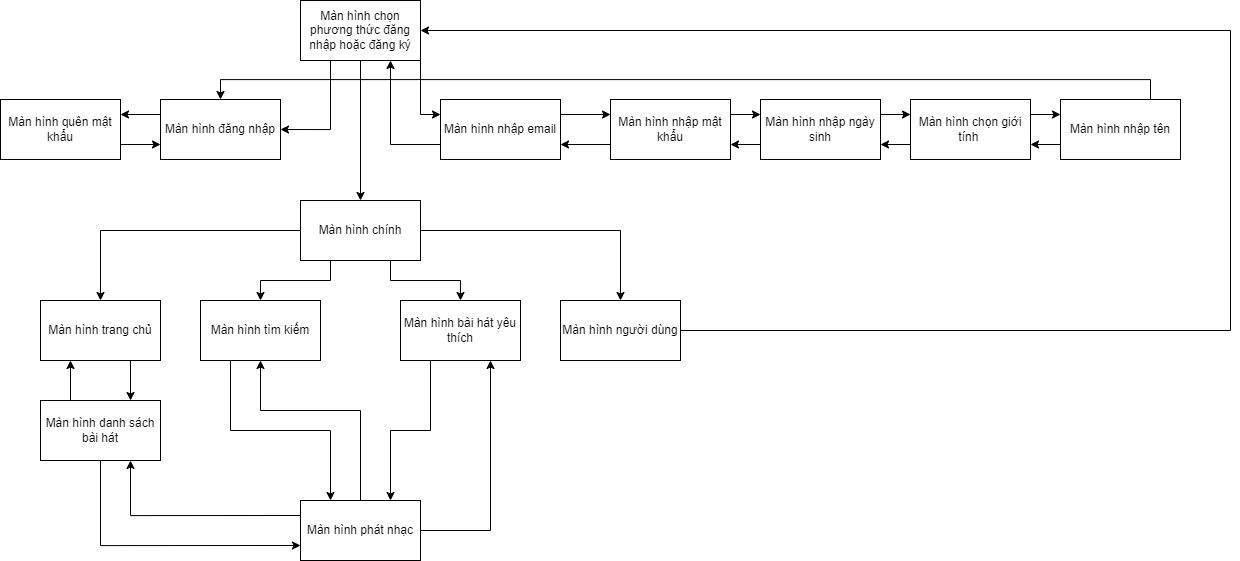 Màn hình chọn
phương thức đăng
nhập hoặc đăng ký
Màn hình quên mật
khẩu
Màn hình đăng nhập
Màn hình nhập email
Màn hình nhập mật
khẩu
Màn hình nhập ngày
sinh
Màn hình chọn giới
tính
Màn hình nhập tên
Màn hình chính
Màn hình trang chủ
Màn hình tìm kiếm
Màn hình bài hát yêu
thích
Màn hình người dùng
Màn hình danh sách
bài hát
Màn hình phát nhạc